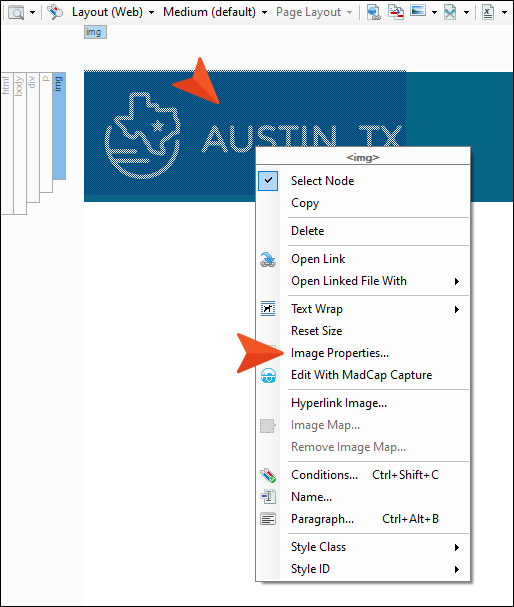 Layout (Web) Medium (default) Page Layout
img
html
body
div
p
img
AUSTIN, TX
<img>
Select Node
Copy
Delete
Open Link
Open Linked File With
Text Wrap
Reset Size
Image Properties...
Edit With MadCap Capture
Hyperlink Image...
Image Map...
Remove Image Map...
Conditions... Ctrl+Shift+C
Name...
Paragraph... Ctrl+Alt+B
Style Class
Style ID